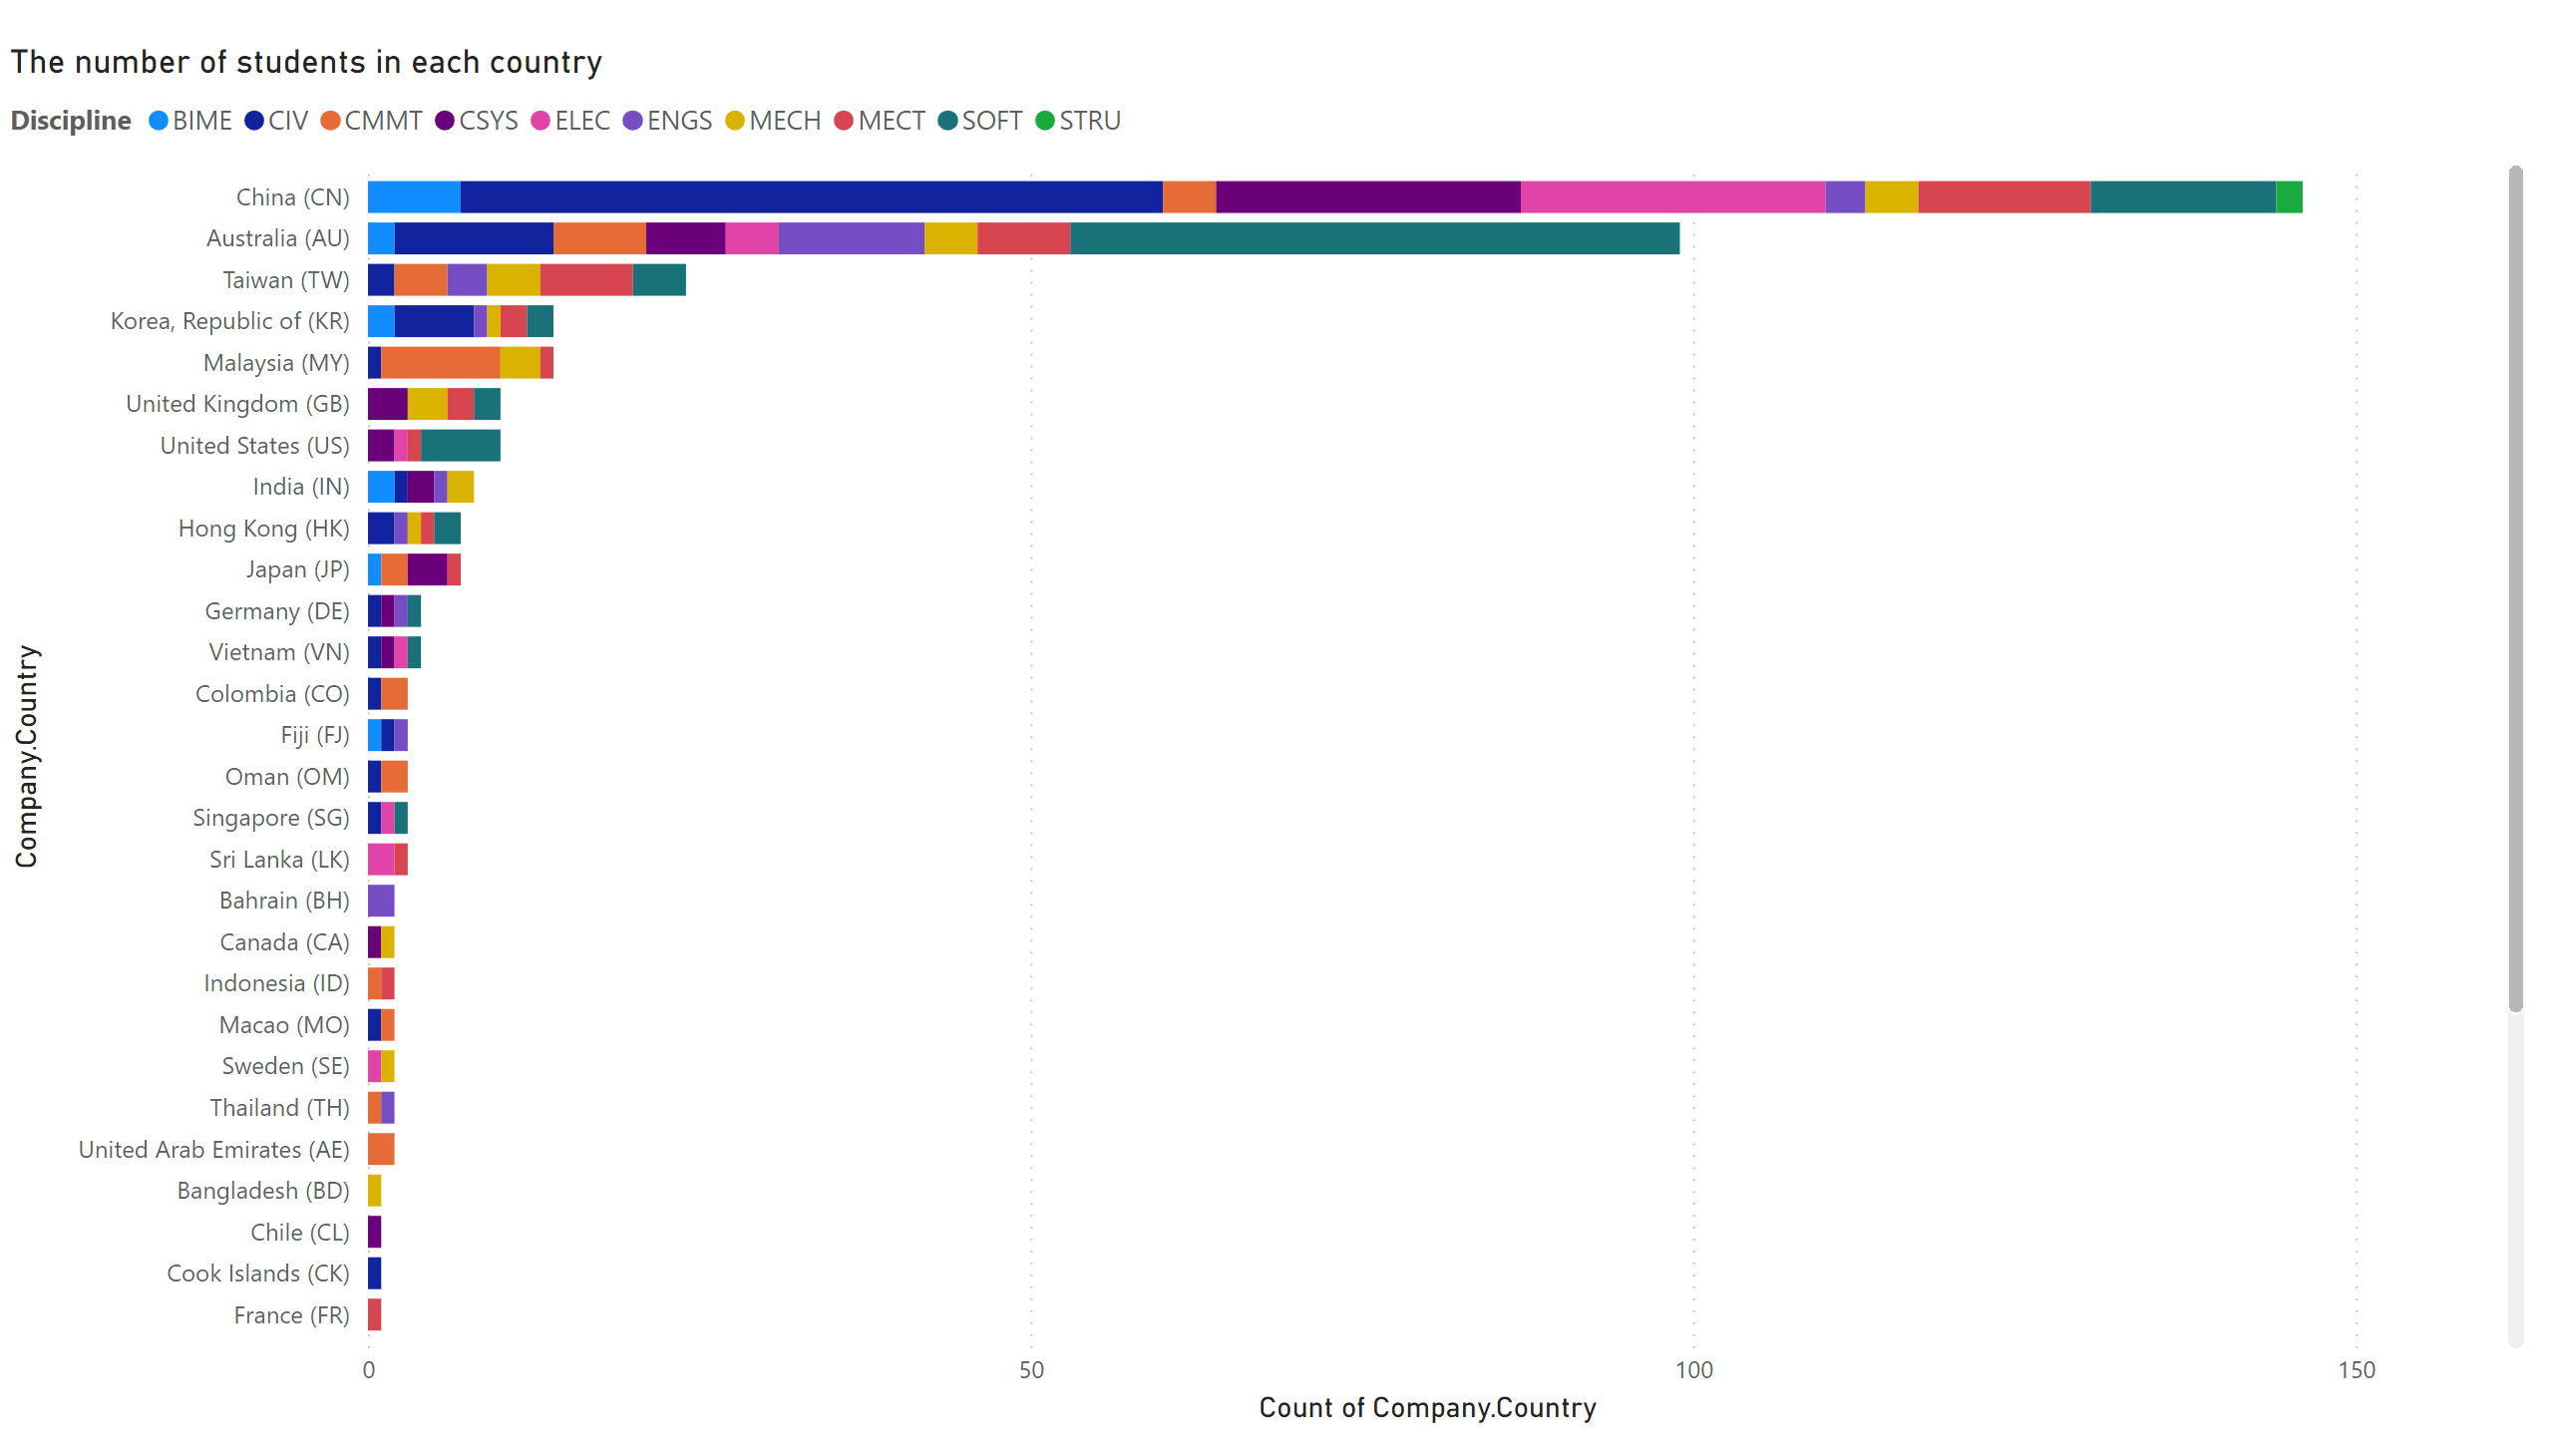 The number of students in each country
Discipline BIME CIV CMMT CSYS ELEC ENGS MECH MECT SOFT STRU
China (CN)
Australia (AU)
Taiwan (TW)
Korea, Republic of (KR)
Malaysia (MY)
United Kingdom (GB)
United States (US)
India (IN)
Hong Kong (HK)
Japan (JP)
Germany (DE)
Vietnam (VN)
Colombia (CO)
Fiji (FJ)
Oman (OM)
Singapore (SG)
Sri Lanka (LK)
Bahrain (BH)
Canada (CA)
Indonesia (ID)
Macao (MO)
Sweden (SE)
Thailand (TH)
United Arab Emirates (AE)
Bangladesh (BD)
Chile (CL)
Cook Islands (CK)
France (FR)
Company.Country
0 50 100 150
Count of Company.Country